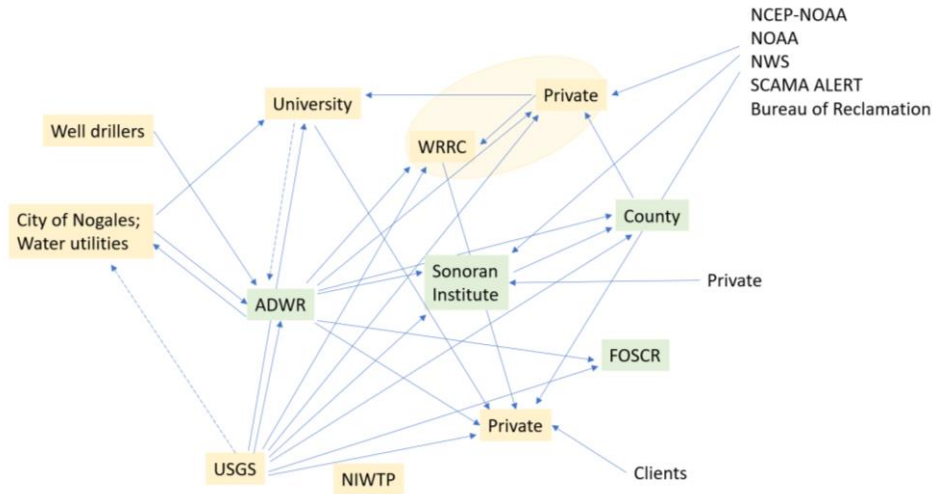 NCEP-NOAA
NOAA
NWS
SCAMA ALERT
Bureau of Reclamation
Private
University
Well drillers
WRRC
City of Nogales;
Water utilities
County
Sonoran
Institute
Private
ADWR
FOSCR
Private
USGS
NIWTP
Clients